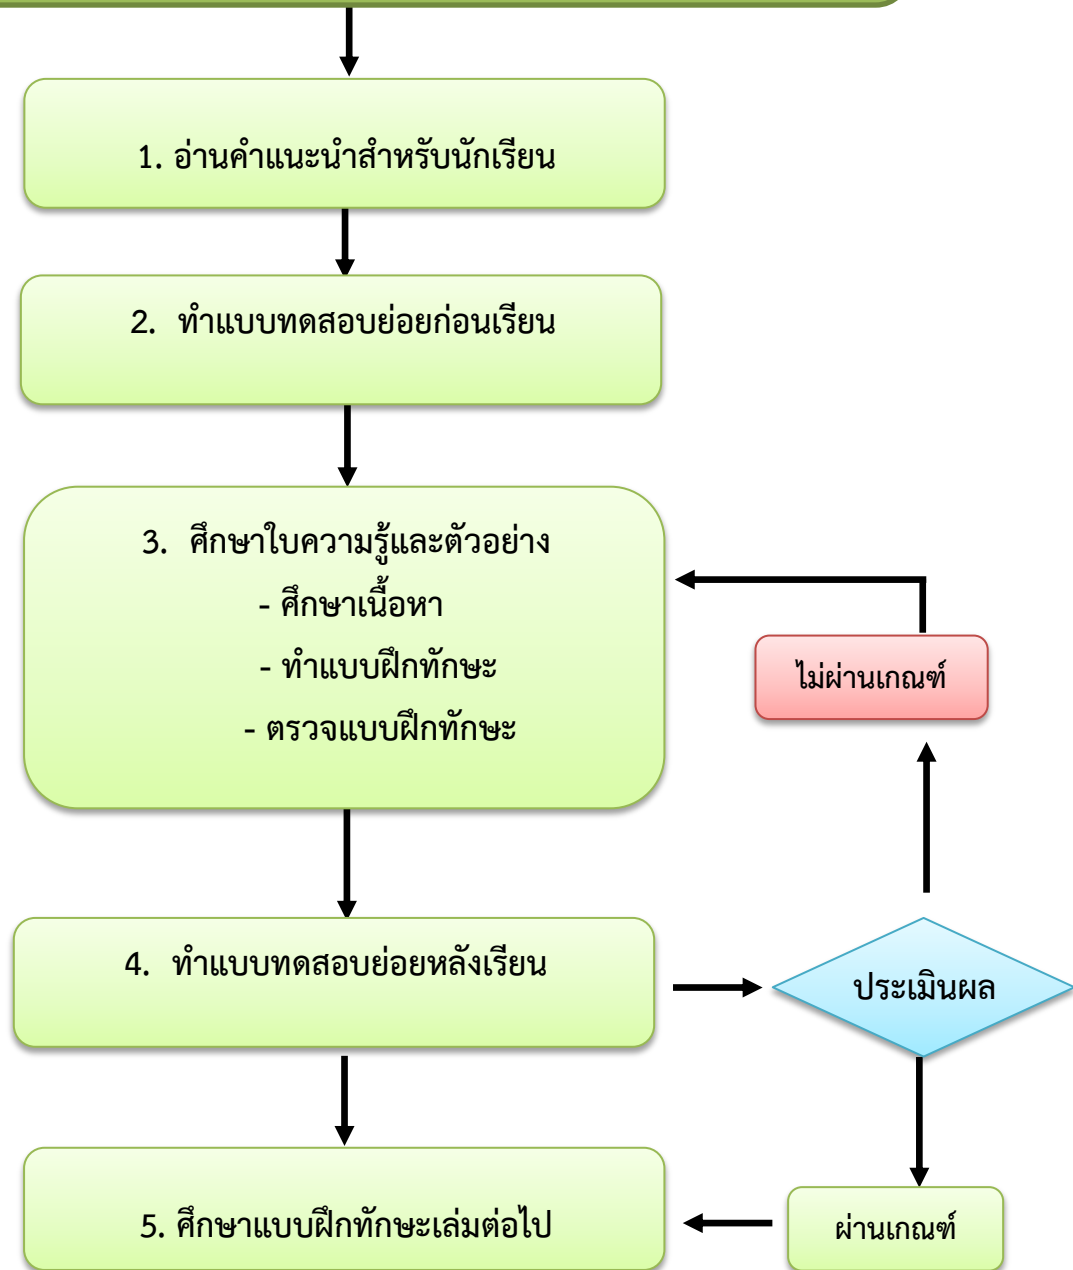 1. อ่านคำแนะนำสำหรับนักเรียน
2. ทำแบบทดสอบย่อยก่อนเรียน
3. ศึกษาใบความรู้และตัวอย่าง
- ศึกษาเนื้อหา
- ทำแบบฝึกทักษะ
- ตรวจแบบฝึกทักษะ
ไม่ผ่านเกณฑ์
4. ทำแบบทดสอบย่อยหลังเรียน
ประเมินผล
5. ศึกษาแบบฝึกทักษะเล่มต่อไป
ผ่านเกณฑ์